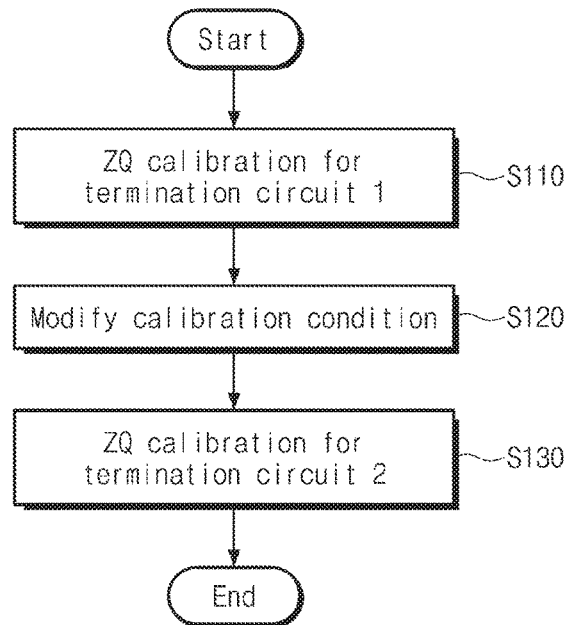 Start
ZQ calibration for
termination circuit 1
S110
Modify calibration condition
S120
ZQ calibration for
termination circuit 2
S130
End